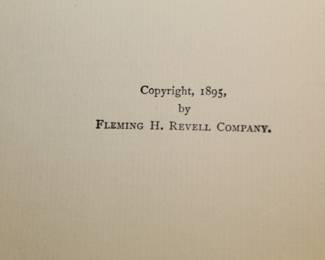 Copyright, 1895,
by
FLEMING H. REVELL COMPANY.